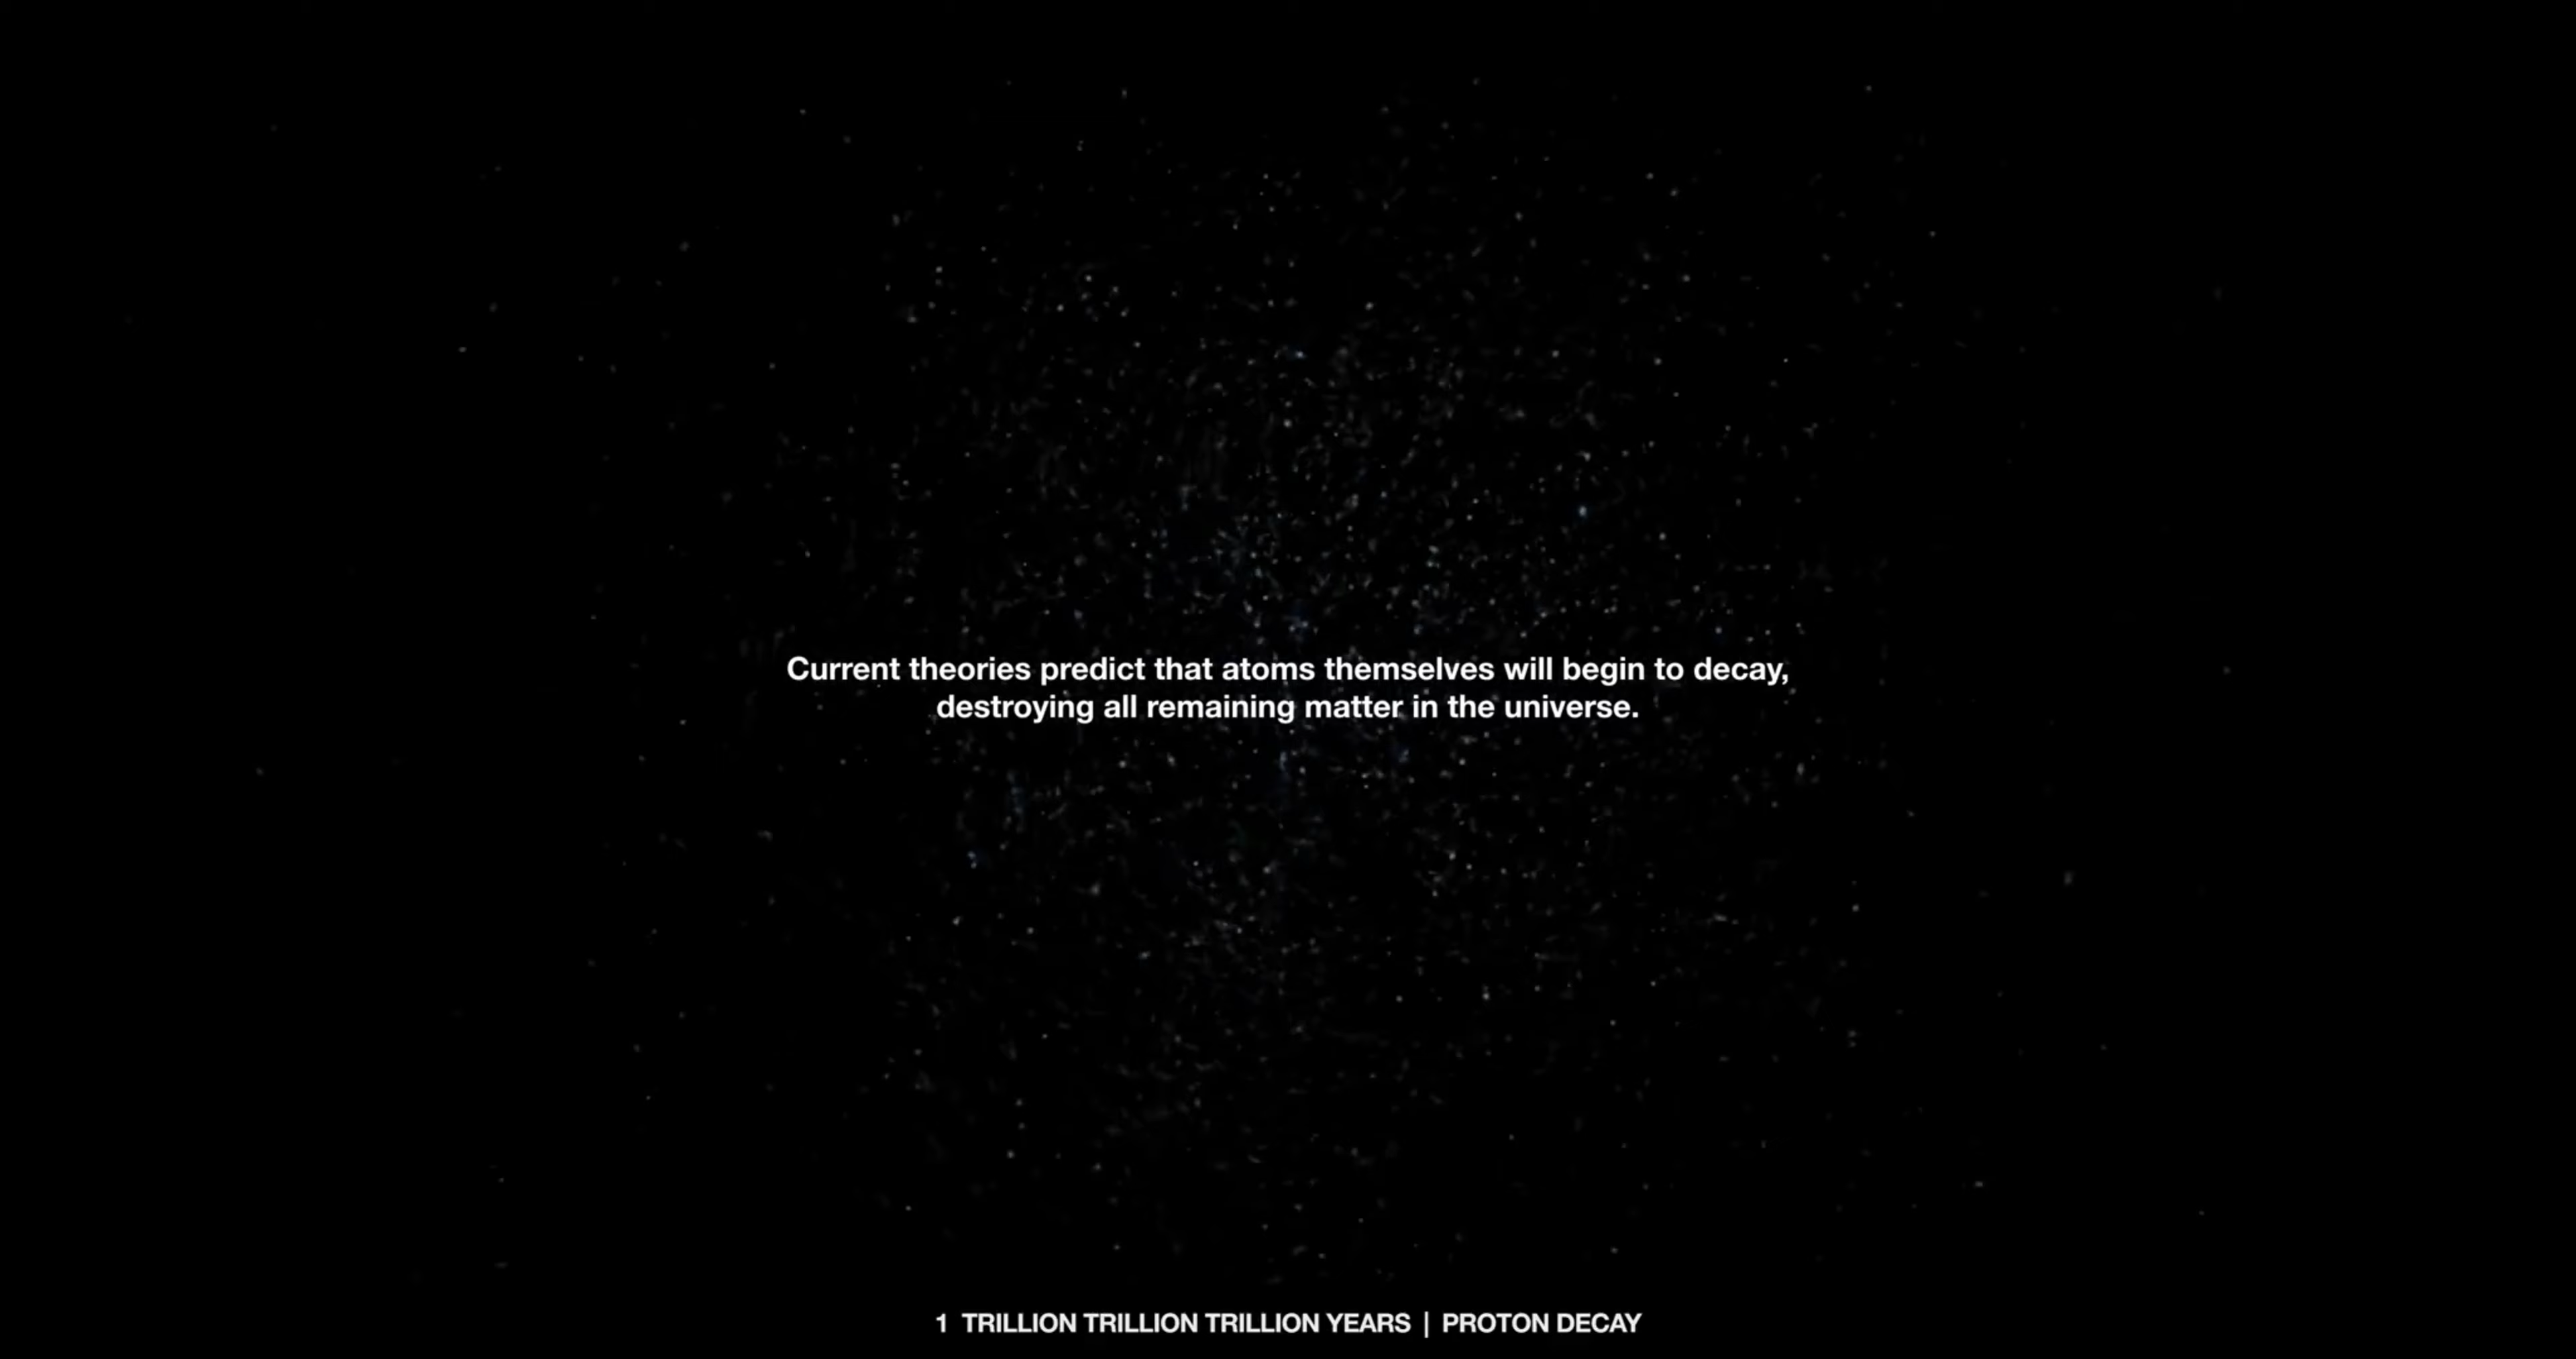 Current theories predict that atoms themselves will begin to decay,
destroying all remaining matter in the universe.
1 TRILLION TRILLION TRILLION YEARS | PROTON DECAY